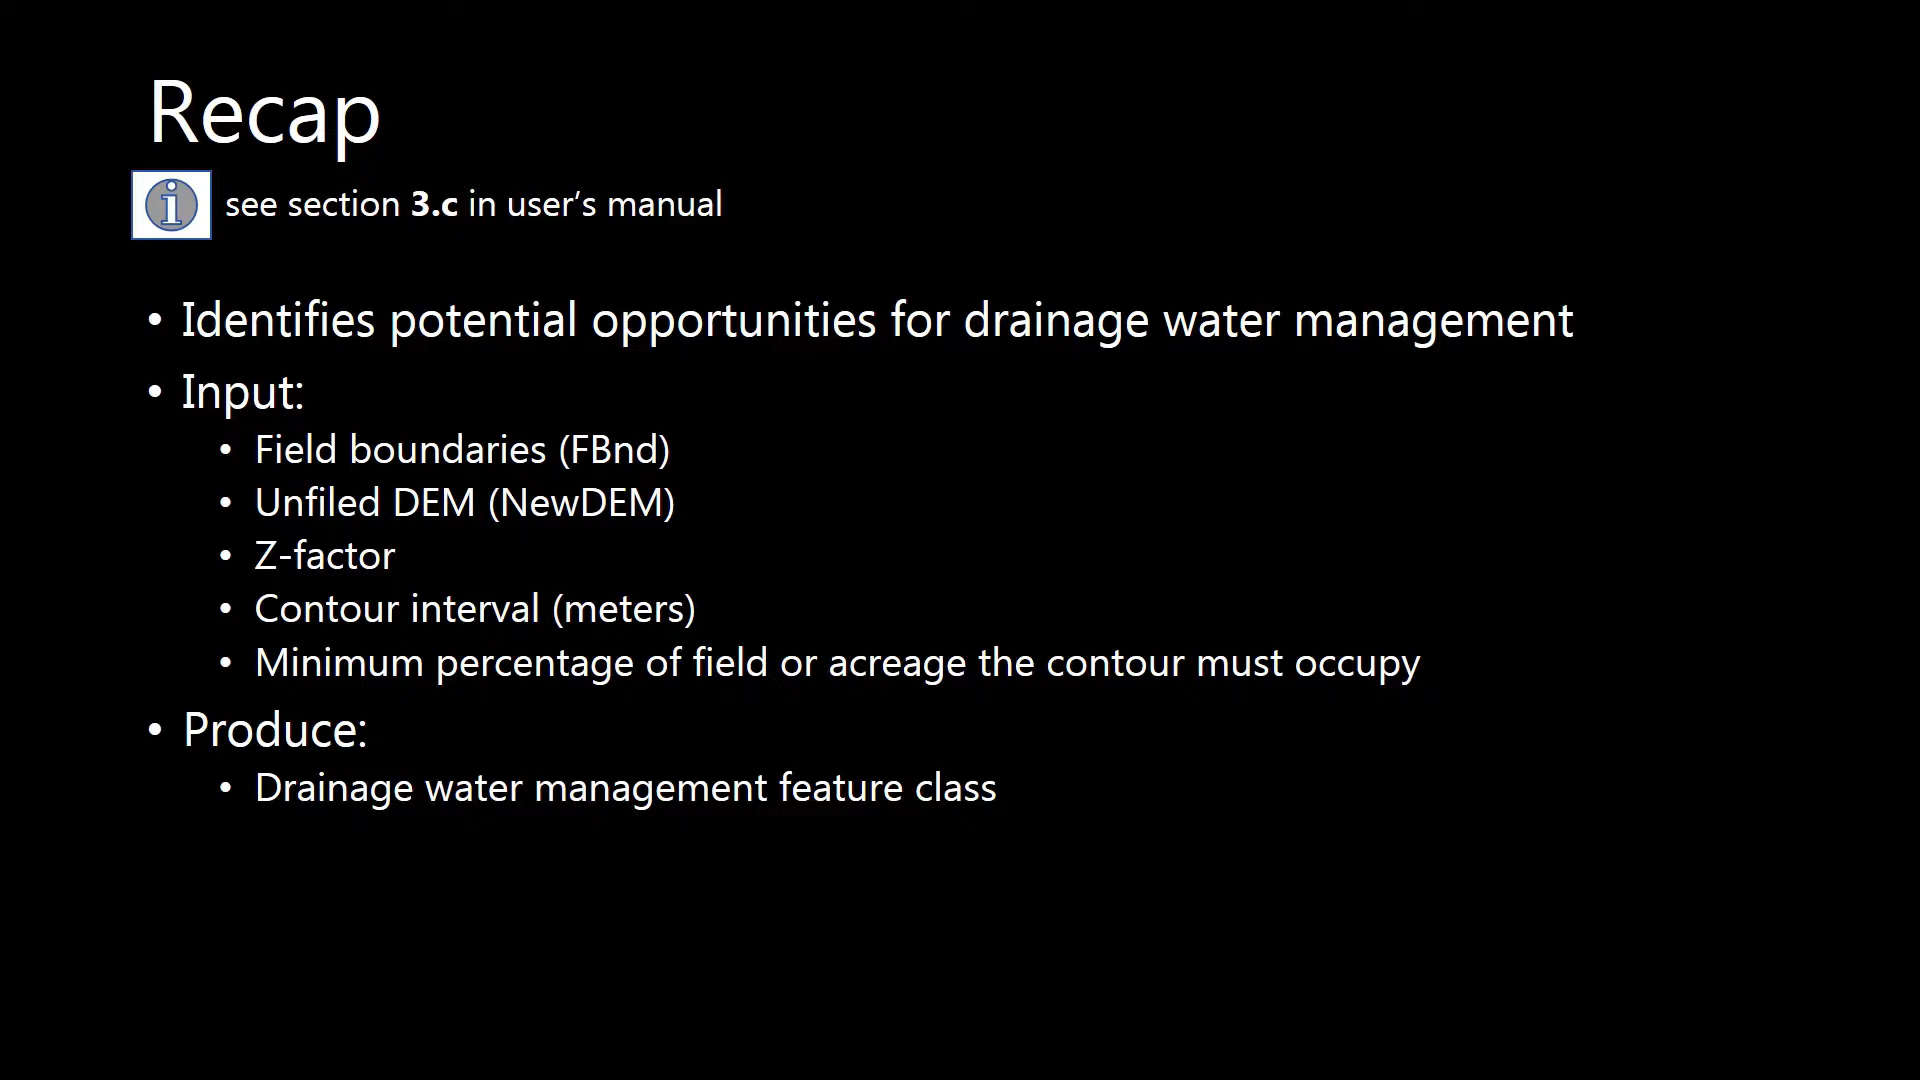 Recap
i see section 3.c in user’s manual
• Identifies potential opportunities for drainage water management
• Input:
• Field boundaries (FBnd)
• Unfiled DEM (NewDEM)
• Z-factor
• Contour interval (meters)
• Minimum percentage of field or acreage the contour must occupy
• Produce:
• Drainage water management feature class